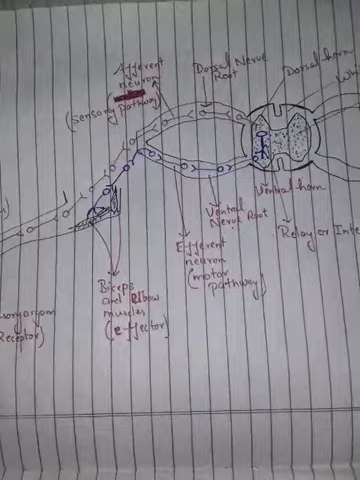 Afferent
neuron
(sensory pathway)
Dorsal Nerve
Root
Dorsal horn
Wh
Ventral horn
Ventral
Nerve Root
Relay or Inte
Efferent
neuron
(motor
pathway)
Biceps
and Elbow
muscles
(effector)
soryorgan
Receptor)